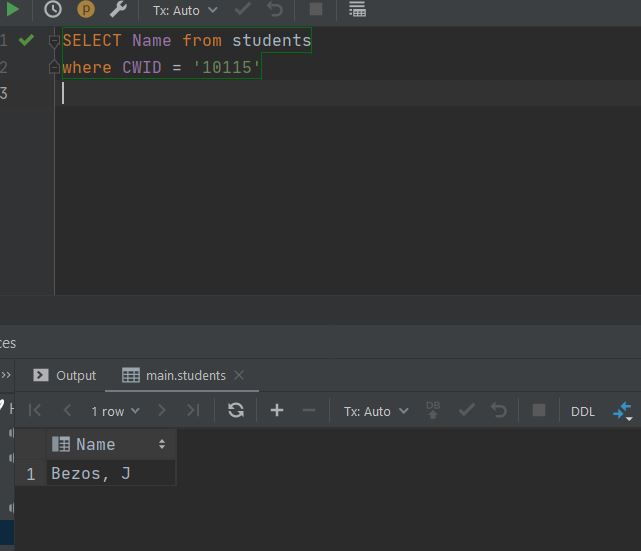 Tx: Auto
1 SELECT Name from students
2 where CWID = '10115'
3
ces
Output main.students
1 row Tx: Auto DB DDL
Name
1 Bezos, J